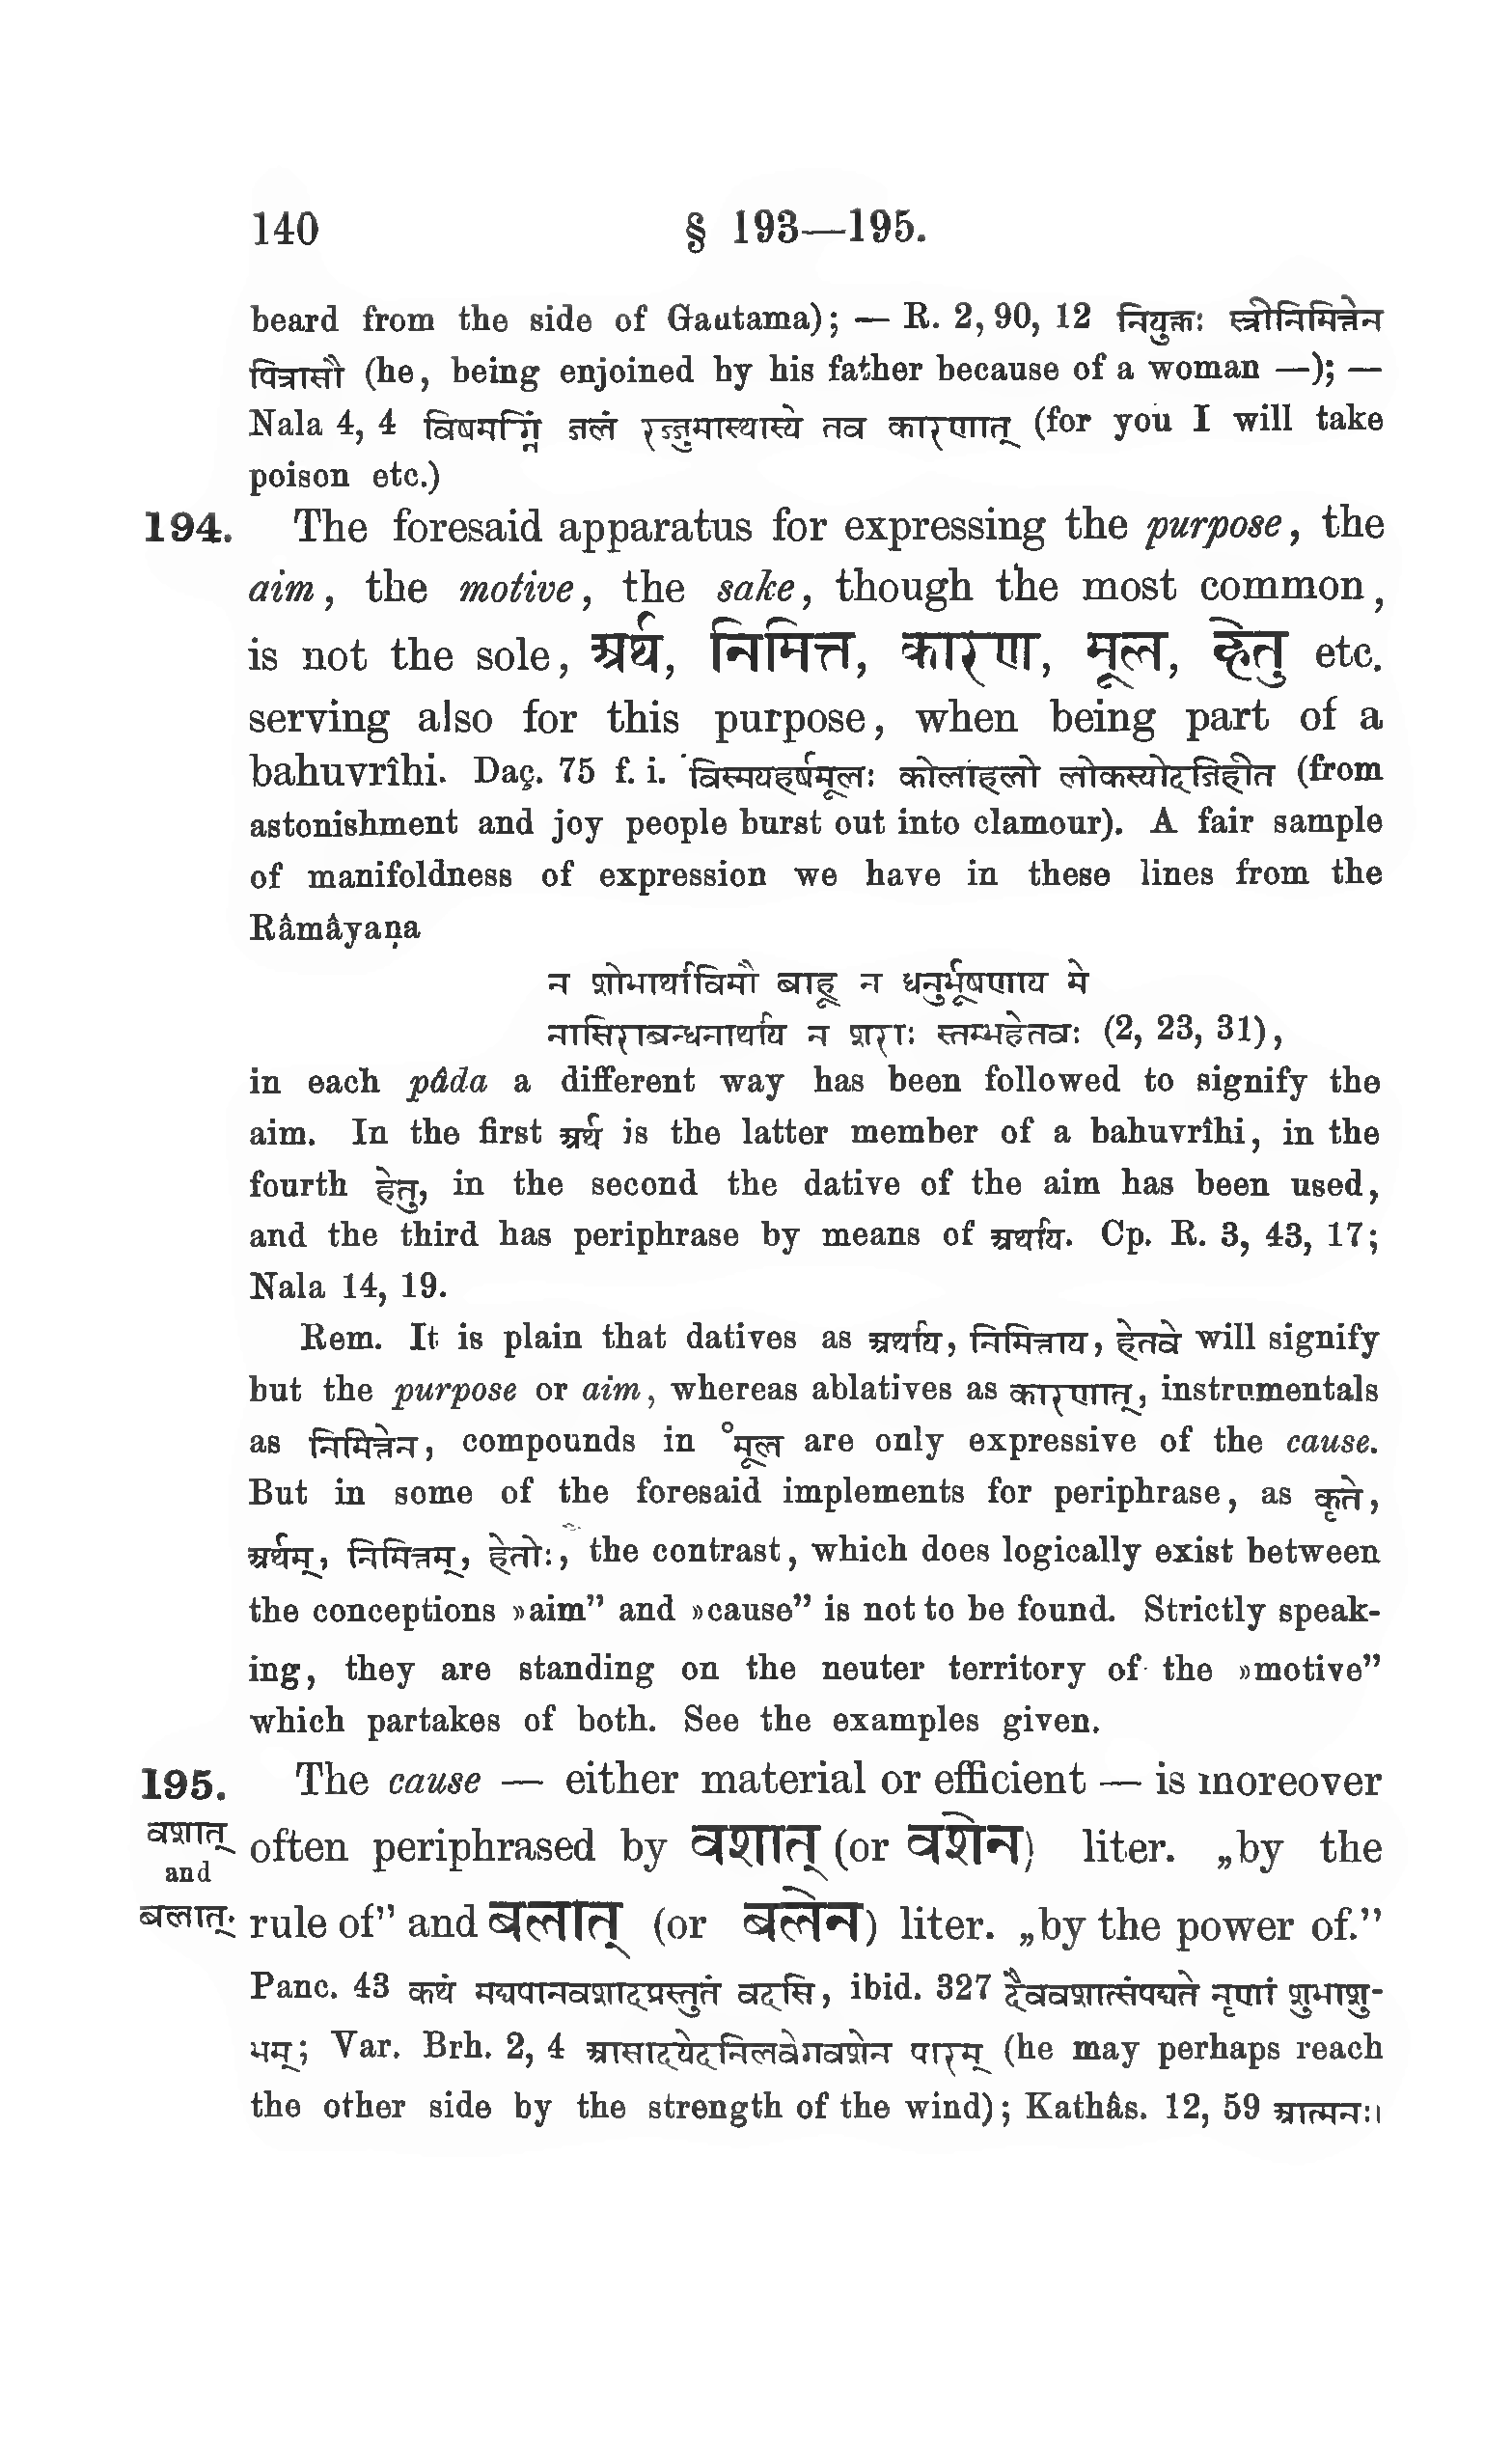 140 § 193—195.
beard from the side of Gautama); — R. 2, 90, 12 नियुक्तः स्त्रीनिमित्तेन
पित्रासौ (he, being enjoined by his father because of a woman —); —
Nala 4, 4 विषमग्निं जलं रज्जुमास्थास्ये तव कारणात् (for you I will take
poison etc.)
194. The foresaid apparatus for expressing the purpose, the
aim, the motive, the sake, though the most common,
is not the sole, अर्थ, निमित्त, कारण, मूल, हेतु etc.
serving also for this purpose, when being part of a
bahuvrîhi. Daç. 75 f. i. विस्मयहर्षमूलः कोलाहलो लोकस्योदजिहीत (from
astonishment and joy people burst out into clamour). A fair sample
of manifoldness of expression we have in these lines from the
Râmâyaṇa
न शोभार्थाविमौ बाहू न धनुर्भूषणाय मे
नासिराबन्धनार्थाय न शराः स्तम्भहेतवः (2, 23, 31),
in each pâda a different way has been followed to signify the
aim. In the first अर्थ is the latter member of a bahuvrîhi, in the
fourth हेतु, in the second the dative of the aim has been used,
and the third has periphrase by means of अर्थाय. Cp. R. 3, 43, 17;
Nala 14, 19.
Rem. It is plain that datives as अर्थाय, निमित्ताय, हेतवे will signify
but the purpose or aim, whereas ablatives as कारणात्, instrumentals
as निमित्तेन, compounds in °मूल are only expressive of the cause.
But in some of the foresaid implements for periphrase, as कृते,
अर्थम्, निमित्तम्, हेतोः, the contrast, which does logically exist between
the conceptions »aim” and »cause” is not to be found. Strictly speak-
ing, they are standing on the neuter territory of the »motive”
which partakes of both. See the examples given.
195. The cause — either material or efficient — is moreover
वशात् and बलात्.
often periphrased by वशात् (or वशेन) liter. „by the
rule of” and बलात् (or बलेन) liter. „by the power of.”
Panc. 43 कथं मद्यपानवशादप्रस्तुतं वदसि, ibid. 327 दैववशात्संपद्यते नृणां शुभाशु-
भम्; Var. Brh. 2, 4 आसादयेदनिलवेगवशेन पारम् (he may perhaps reach
the other side by the strength of the wind); Kathâs. 12, 59 आत्मनः।